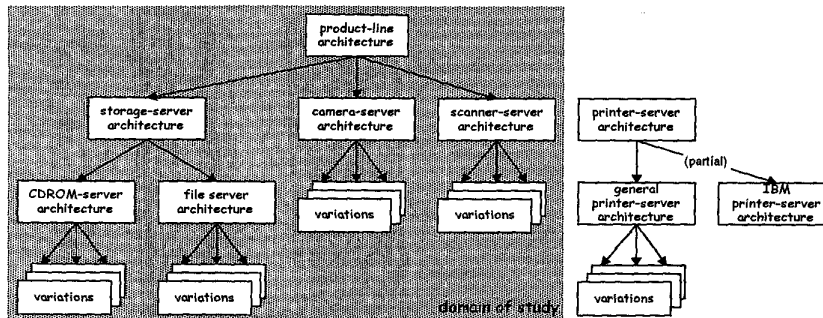 product-line
architecture
storage-server
architecture
camera-server
architecture
scanner-server
architecture
printer-server
architecture
(partial)
CDROM-server
architecture
file server
architecture
variations
variations
general
printer-server
architecture
IBM
printer-server
architecture
variations
variations
domain of study
variations